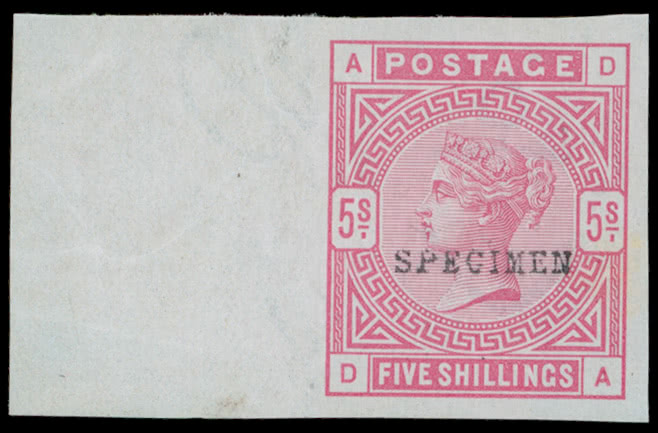 A POSTAGE D
5S. 5S.
SPECIMEN
D FIVE SHILLINGS A